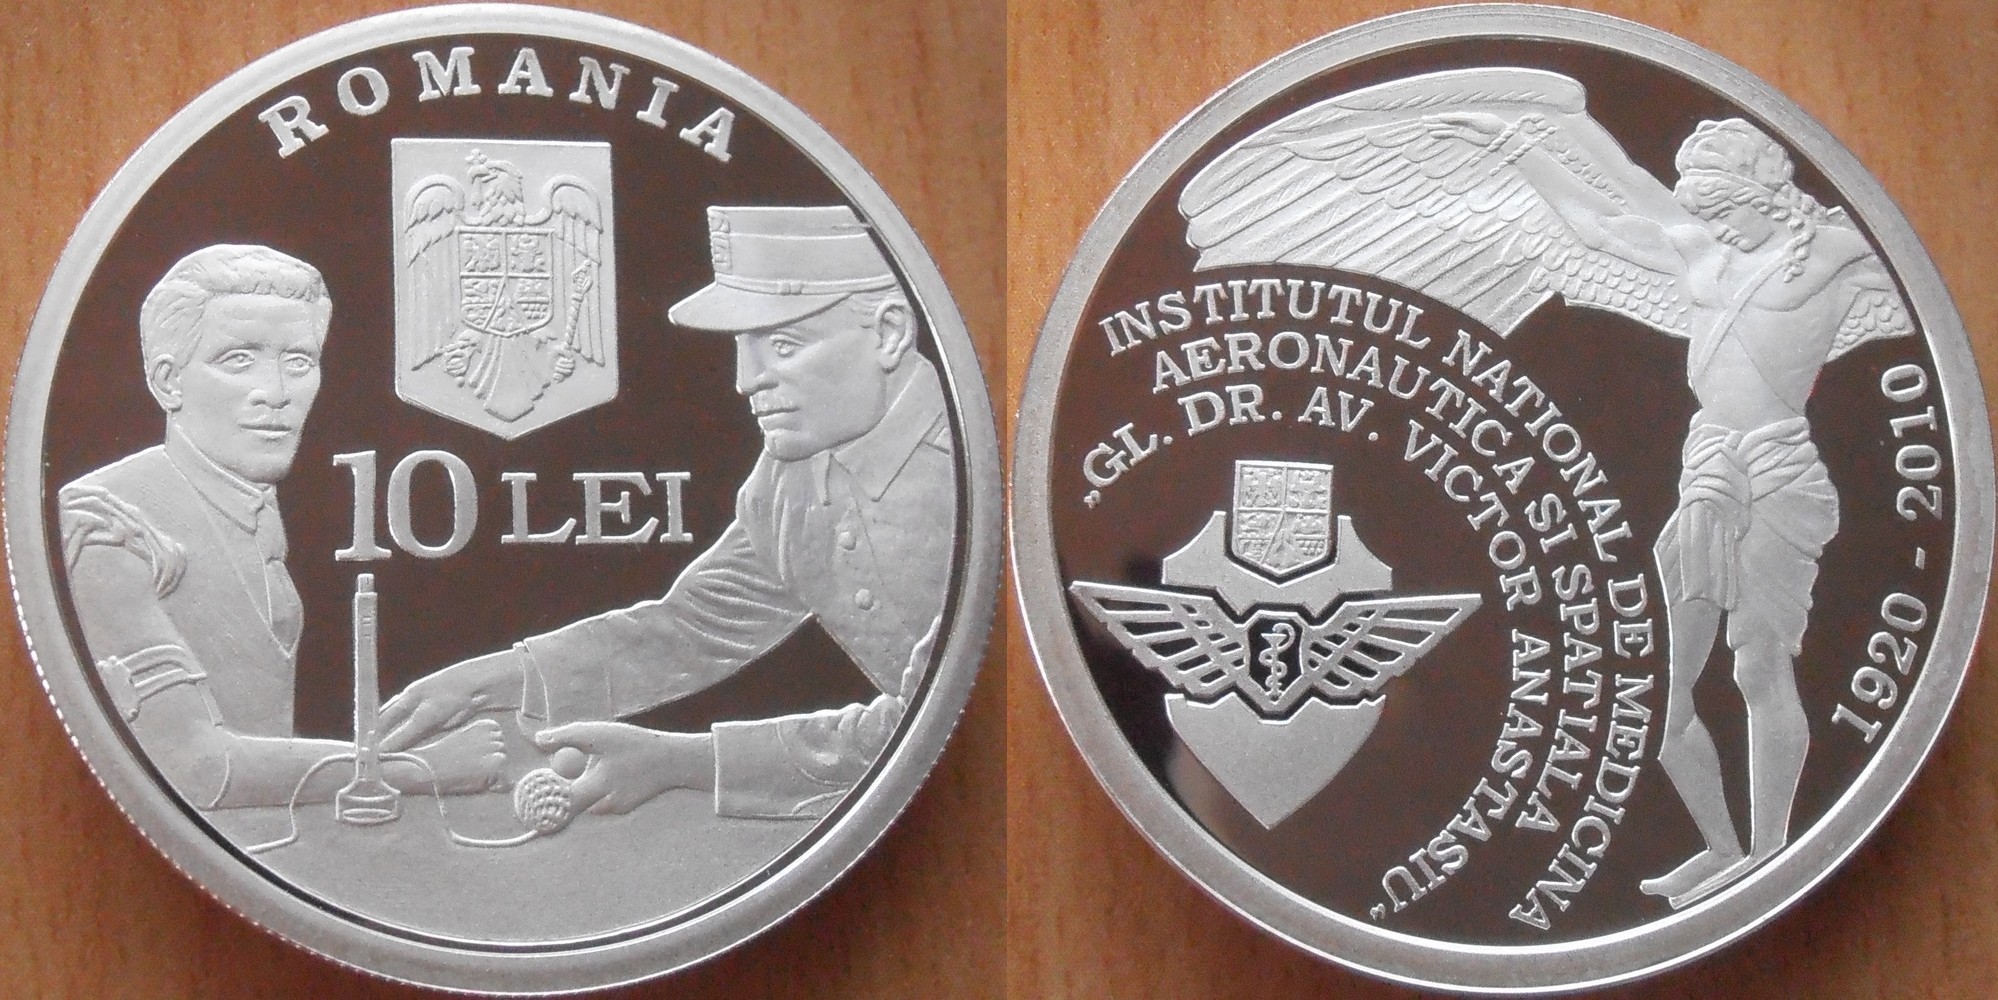 ROMANIA
10 LEI
INSTITUTUL NATIONAL DE MEDICINA
AERONAUTICA SI SPATIALA
„GL. DR. AV. VICTOR ANASTASIU“
1920 - 2010